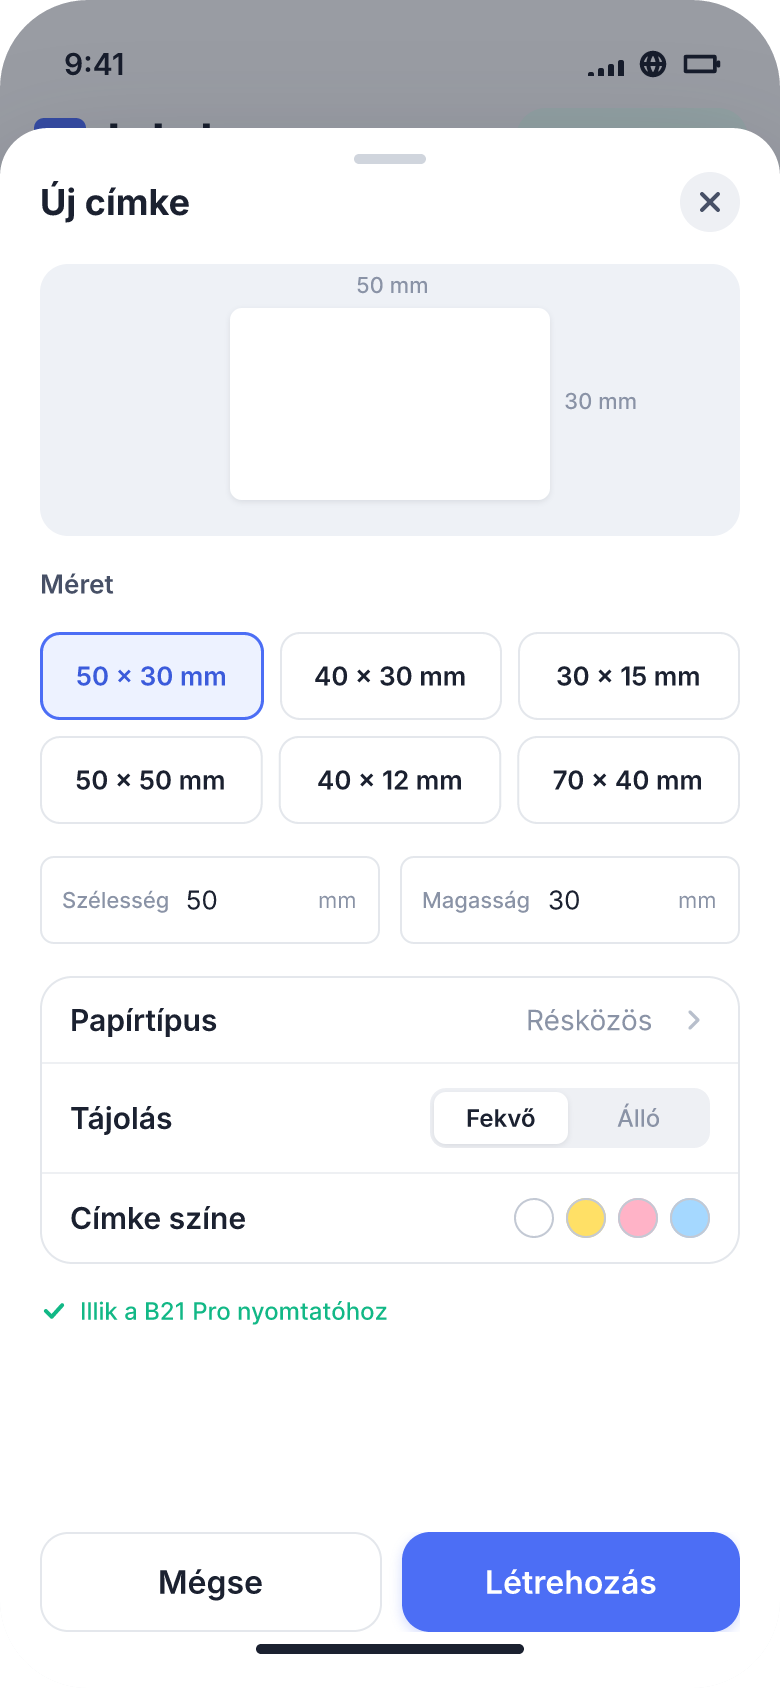 9:41
Új címke
50 mm
30 mm
Méret
50 × 30 mm
40 × 30 mm
30 × 15 mm
50 × 50 mm
40 × 12 mm
70 × 40 mm
Szélesség 50 mm
Magasság 30 mm
Papírtípus Résközös
Tájolás Fekvő Álló
Címke színe
Illik a B21 Pro nyomtatóhoz
Mégse
Létrehozás